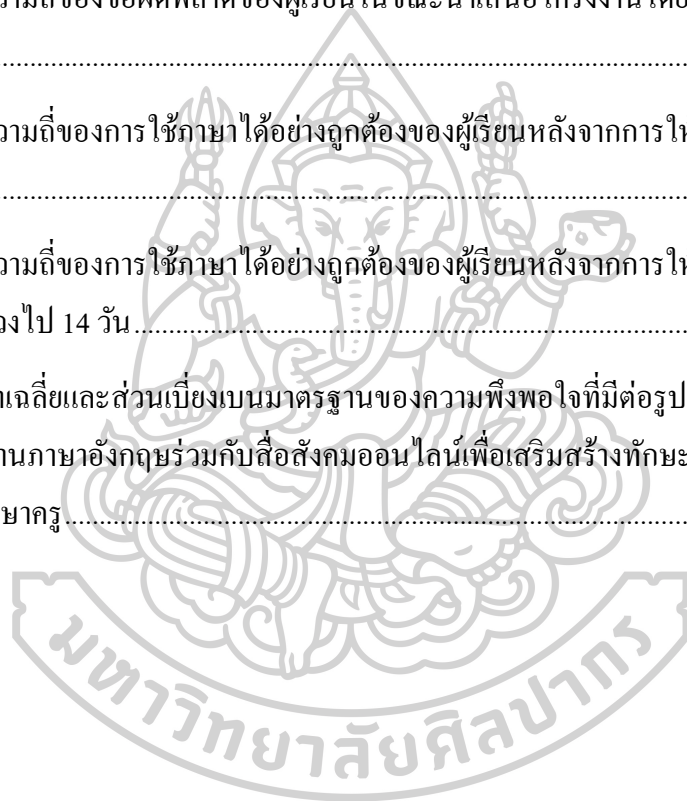 วามถี่ของข้อผิดพลาดของผู้เรียนในขณะนำเสนอโครงงานโดย
........................................................................................................................
วามถี่ของการใช้ภาษาได้อย่างถูกต้องของผู้เรียนหลังจากการให
........................................................................................................................
วามถี่ของการใช้ภาษาได้อย่างถูกต้องของผู้เรียนหลังจากการให
วงไป 14 วัน........................................................................................................
าเฉลี่ยและส่วนเบี่ยงเบนมาตรฐานของความพึงพอใจที่มีต่อรูป
านภาษาอังกฤษร่วมกับสื่อสังคมออนไลน์เพื่อเสริมสร้างทักษะ
ษาครู..................................................................................................................
มหาวิทยาลัยศิลปากร